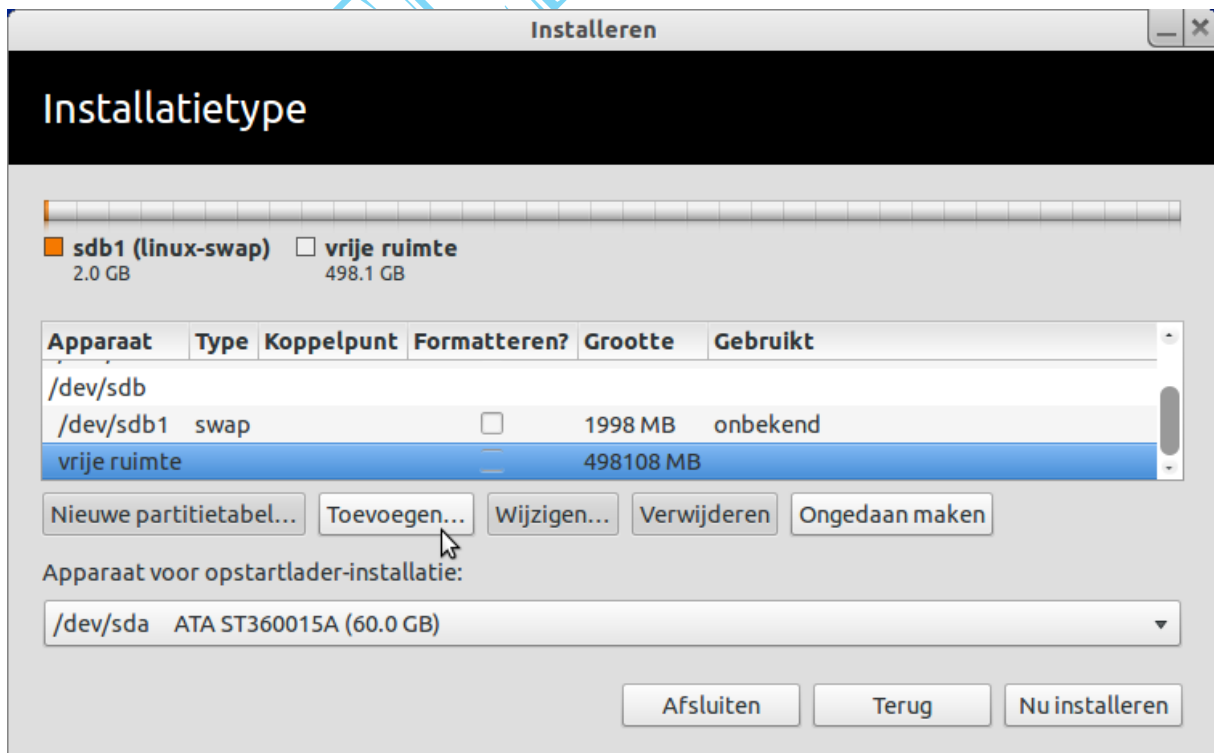 Installeren
Installatietype
sdb1 (linux-swap) vrije ruimte
2.0 GB 498.1 GB
Apparaat Type Koppelpunt Formatteren? Grootte Gebruikt
/dev/sdb
/dev/sdb1 swap 1998 MB onbekend
vrije ruimte 498108 MB
Nieuwe partitietabel... Toevoegen... Wijzigen... Verwijderen Ongedaan maken
Apparaat voor opstartlader-installatie:
/dev/sda ATA ST360015A (60.0 GB)
Afsluiten Terug Nu installeren